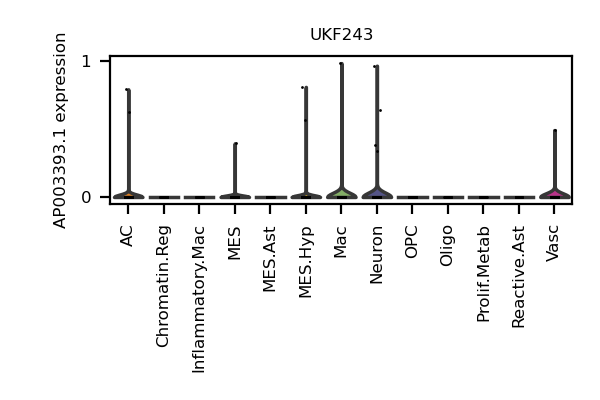 UKF243
AP003393.1 expression
1
0
AC
Chromatin.Reg
Inflammatory.Mac
MES
MES.Ast
MES.Hyp
Mac
Neuron
OPC
Oligo
Prolif.Metab
Reactive.Ast
Vasc